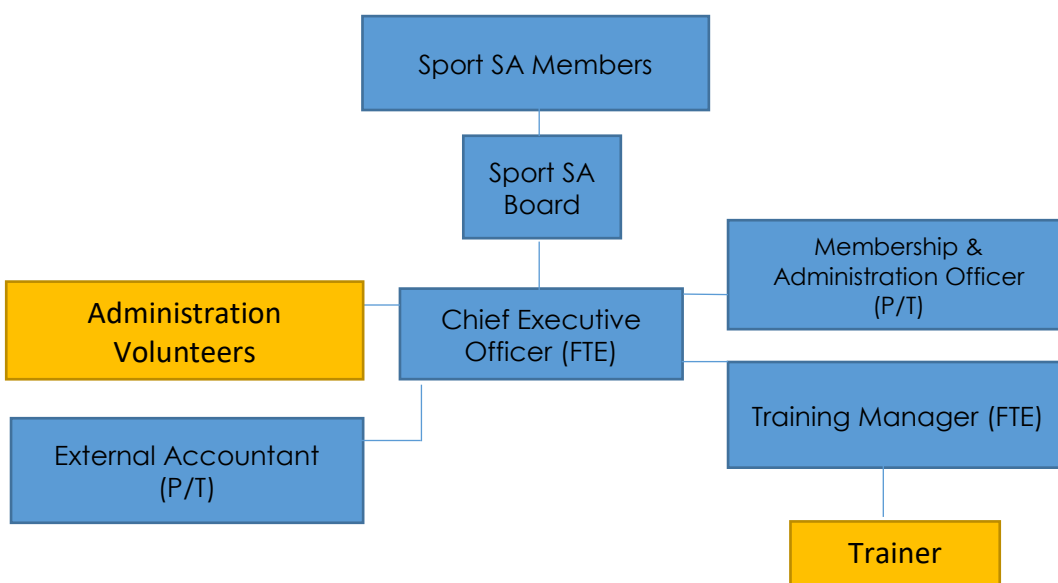 Sport SA Members
Sport SA
Board
Membership &
Administration Officer
(P/T)
Administration
Volunteers
Chief Executive
Officer (FTE)
Training Manager (FTE)
External Accountant
(P/T)
Trainer